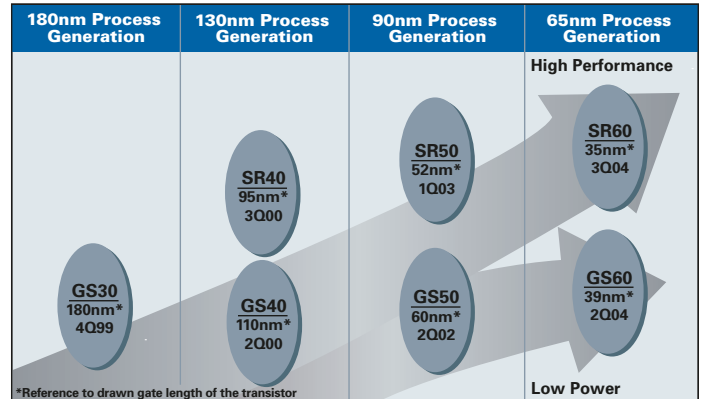 180nm Process
Generation
130nm Process
Generation
90nm Process
Generation
65nm Process
Generation
High Performance
SR60
35nm*
3Q04
SR50
52nm*
1Q03
SR40
95nm*
3Q00
GS30
180nm*
4Q99
GS40
110nm*
2Q00
GS50
60nm*
2Q02
GS60
39nm*
2Q04
*Reference to drawn gate length of the transistor
Low Power